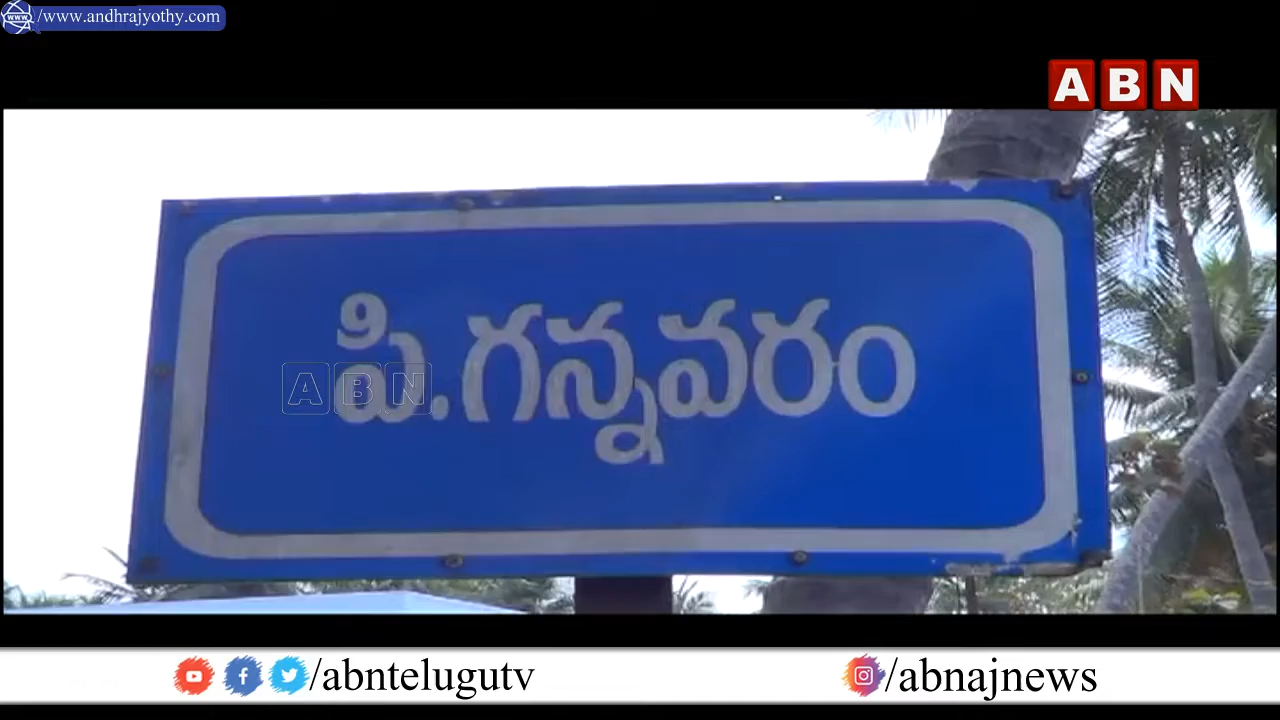 /www.andhrajyothy.com
ABN
పి.గన్నవరం
ABN
/abntelugutv
/abnajnews